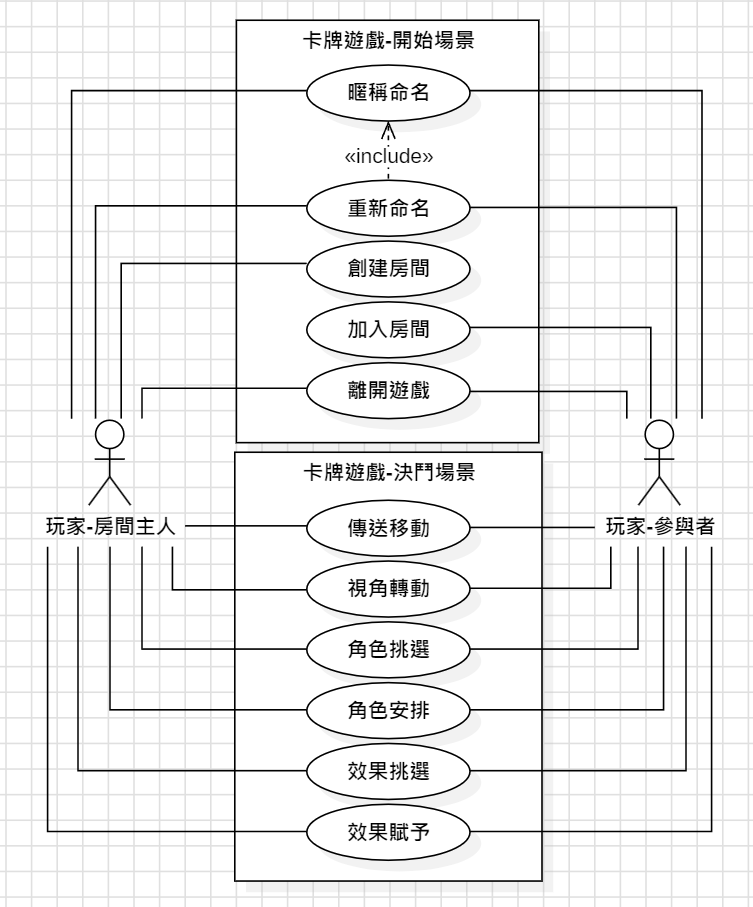 卡牌遊戲-開始場景
暱稱命名
«include»
重新命名
創建房間
加入房間
離開遊戲
卡牌遊戲-決鬥場景
玩家-房間主人
傳送移動
玩家-參與者
視角轉動
角色挑選
角色安排
效果挑選
效果賦予